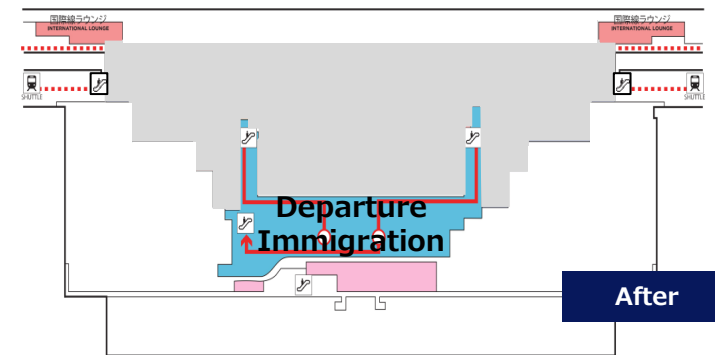 国際線ラウンジ
INTERNATIONAL LOUNGE
国際線ラウンジ
INTERNATIONAL LOUNGE
SHUTTLE
SHUTTLE
Departure
Immigration
After